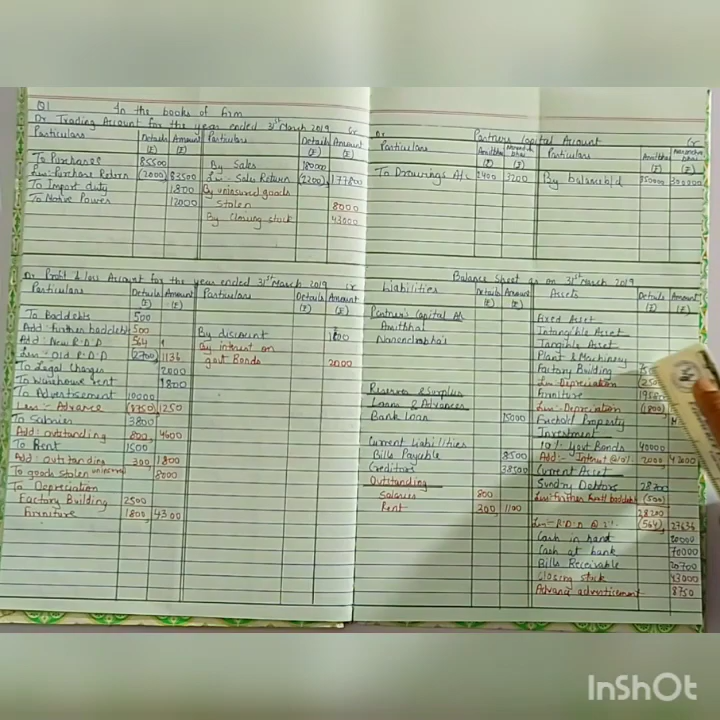 Q1 In the books of firm
Dr. Trading Account for the year ended 31st March 2019 Cr
Particulars Details (₹) Amount (₹) Particulars Details (₹) Amount (₹)
To Purchases 85500 By Sales 180000
Less:- Purchase Return (2000) 83500 Less:- Sales Return (2200) 177800
To Import duty 1800 By uninsured goods
To Motive Power 12000 stolen 8000
By Closing stock 43000
Dr. Profit & loss Account for the year ended 31st March 2019 Cr
Particulars Details (₹) Amount (₹) Particulars Details (₹) Amount (₹)
To Baddebts 500
Add: further baddebts 500 By discount
Add: New R.D.D 564 By interest on
Less:- Old R.D.D 1136 govt Bonds 2000
To Legal Charges 2000
To Warehouse rent 1800
To Advertisement 10000
Less:- Advance (8750) 1250
To Salaries 3800
Add: outstanding 800 4600
To Rent 1500
Add: Outstanding 300 1800
To goods stolen uninsured 8000
To Depreciation
Factory Building 2500
Furniture 1800 4300
Dr Partners Capital Account Cr
Particulars Amitbhai (₹) (₹) Particulars Amitbhai (₹) (₹)
To Drawings A/c 2400 3200 By balance b/d 350000 300000
Balance Sheet as on 31st March 2019
Liabilities Details (₹) Amount (₹) Assets Details (₹) Amount (₹)
Partner's Capital A/c Fixed Asset
Amitbhai Intangible Asset
Tangible Asset
Plant & Machinery
Factory Building
Less:- Depreciation
Reserves & Surplus Furniture
Loans & Advances Less:- Depreciation (1800)
Bank Loan 15000 Freehold Property
Investment
Current Liabilities 10% Govt Bonds 40000
Bills Payable 8500 Add:- Interest @10% 2000 42000
Creditors 38500 Current Asset
Outstanding Sundry Debtors 28700
Salaries 800 Less:- Further baddebts (500)
Rent 300 1100 28200
Less:- R.D.D @ 2% (564) 27636
Cash in hand
Cash at bank 70000
Bills Receivable 20700
Closing stock 43000
Advance advertisement 8750
InShOt